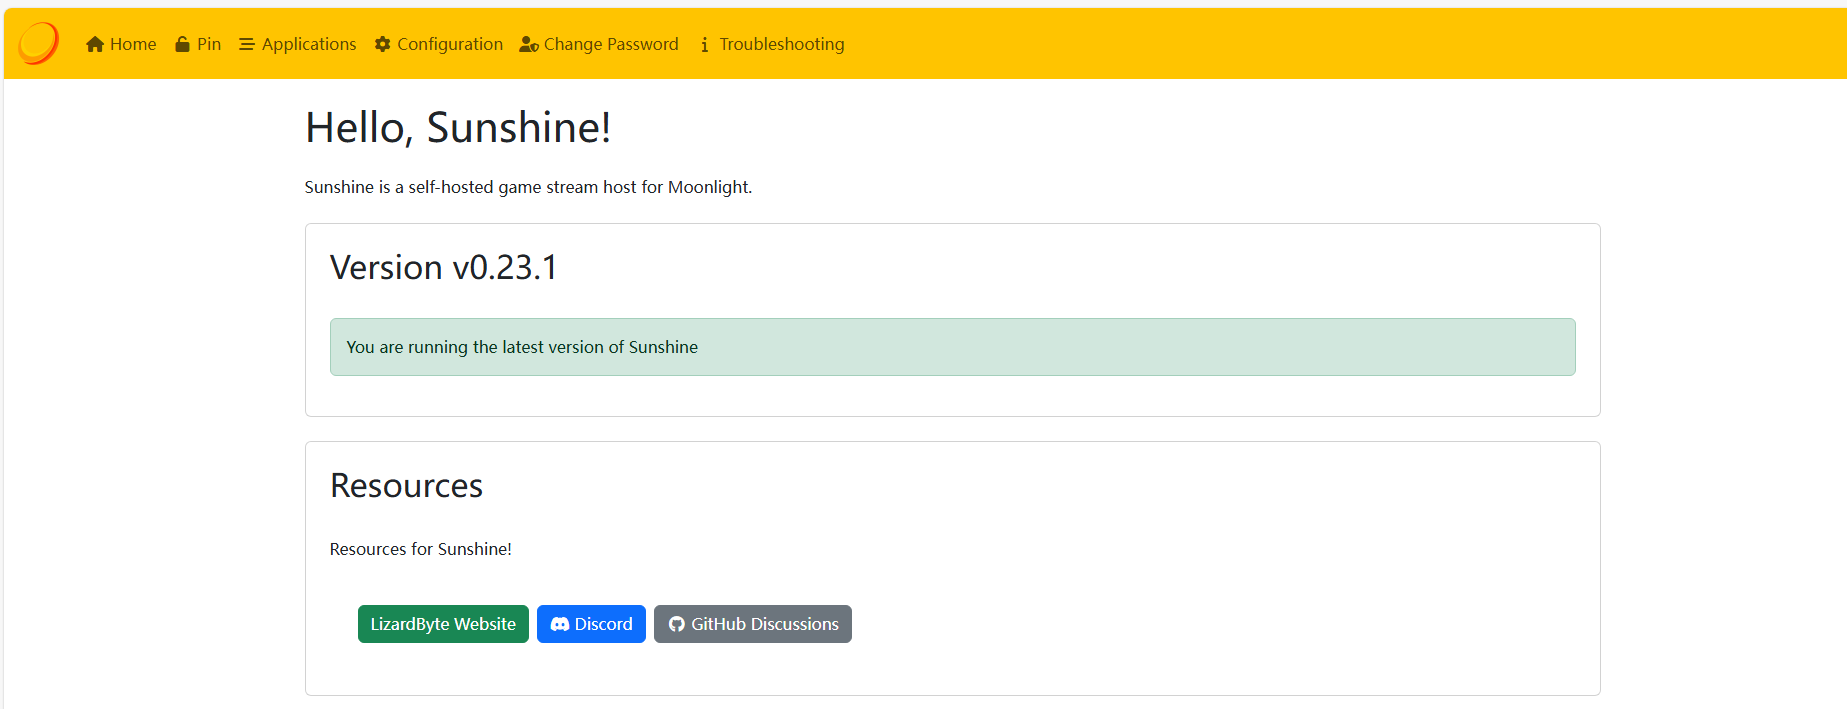 Home Pin Applications Configuration Change Password Troubleshooting
Hello, Sunshine!
Sunshine is a self-hosted game stream host for Moonlight.
Version v0.23.1
You are running the latest version of Sunshine
Resources
Resources for Sunshine!
LizardByte Website Discord GitHub Discussions